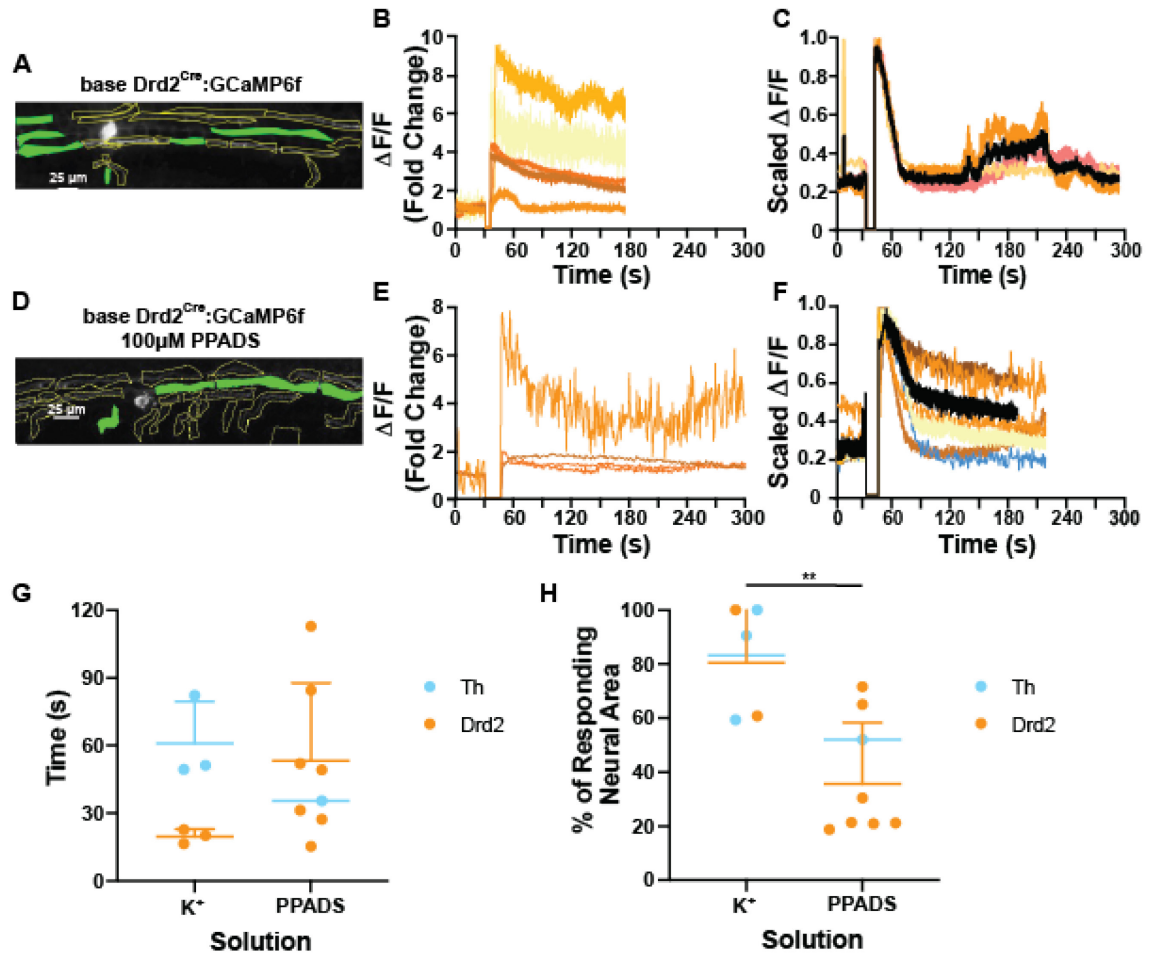 A
base Drd2Cre:GCaMP6f
25 µm
B
ΔF/F
(Fold Change)
10
8
6
4
2
0
0 60 120 180 240 300
Time (s)
C
Scaled ΔF/F
1.0
0.8
0.6
0.4
0.2
0
0 60 120 180 240 300
Time (s)
D
base Drd2Cre:GCaMP6f
100µM PPADS
25 µm
E
ΔF/F
(Fold Change)
8
6
4
2
0
0 60 120 180 240 300
Time (s)
F
Scaled ΔF/F
1.0
0.8
0.6
0.4
0.2
0
0 60 120 180 240 300
Time (s)
G
Time (s)
120
90
60
30
0
K+ PPADS
Solution
Th
Drd2
H
% of Responding
Neural Area
**
100
80
60
40
20
0
K+ PPADS
Solution
Th
Drd2